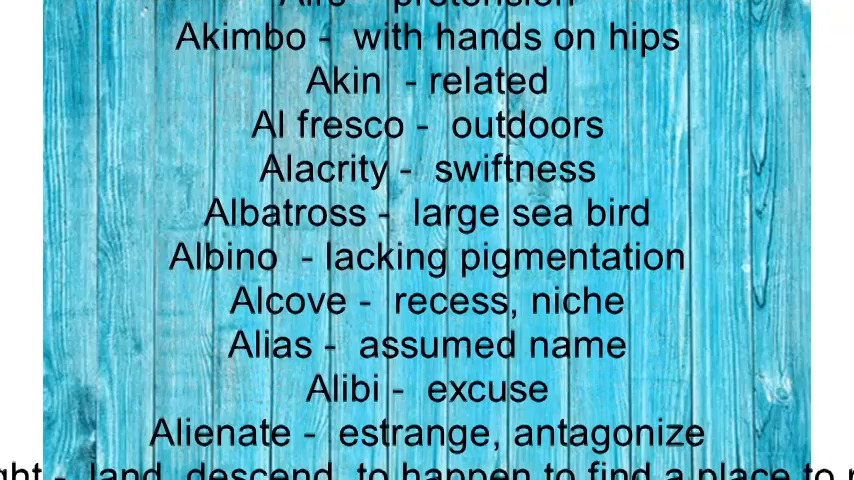 Airs - pretension
Akimbo - with hands on hips
Akin - related
Al fresco - outdoors
Alacrity - swiftness
Albatross - large sea bird
Albino - lacking pigmentation
Alcove - recess, niche
Alias - assumed name
Alibi - excuse
Alienate - estrange, antagonize
- land, descend, to happen to find a place to